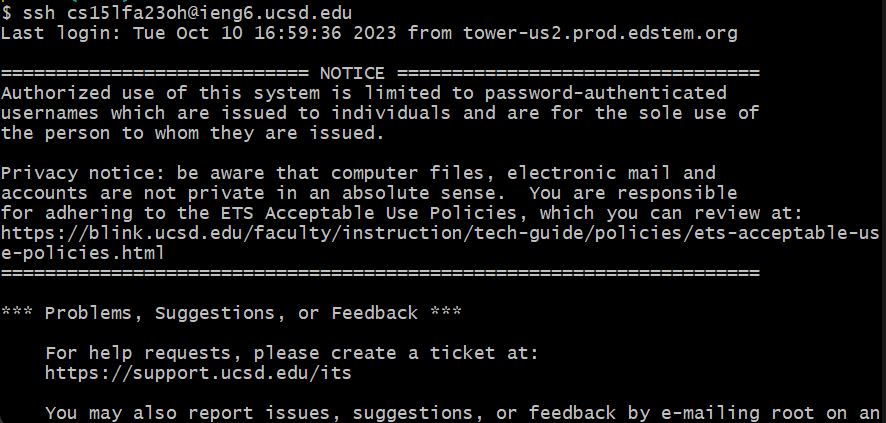 $ ssh cs15lfa23oh@ieng6.ucsd.edu
Last login: Tue Oct 10 16:59:36 2023 from tower-us2.prod.edstem.org
============================ NOTICE =================================
Authorized use of this system is limited to password-authenticated
usernames which are issued to individuals and are for the sole use of
the person to whom they are issued.
Privacy notice: be aware that computer files, electronic mail and
accounts are not private in an absolute sense.  You are responsible
for adhering to the ETS Acceptable Use Policies, which you can review at:
https://blink.ucsd.edu/faculty/instruction/tech-guide/policies/ets-acceptable-us
e-policies.html
=====================================================================
*** Problems, Suggestions, or Feedback ***
For help requests, please create a ticket at:
https://support.ucsd.edu/its
You may also report issues, suggestions, or feedback by e-mailing root on an